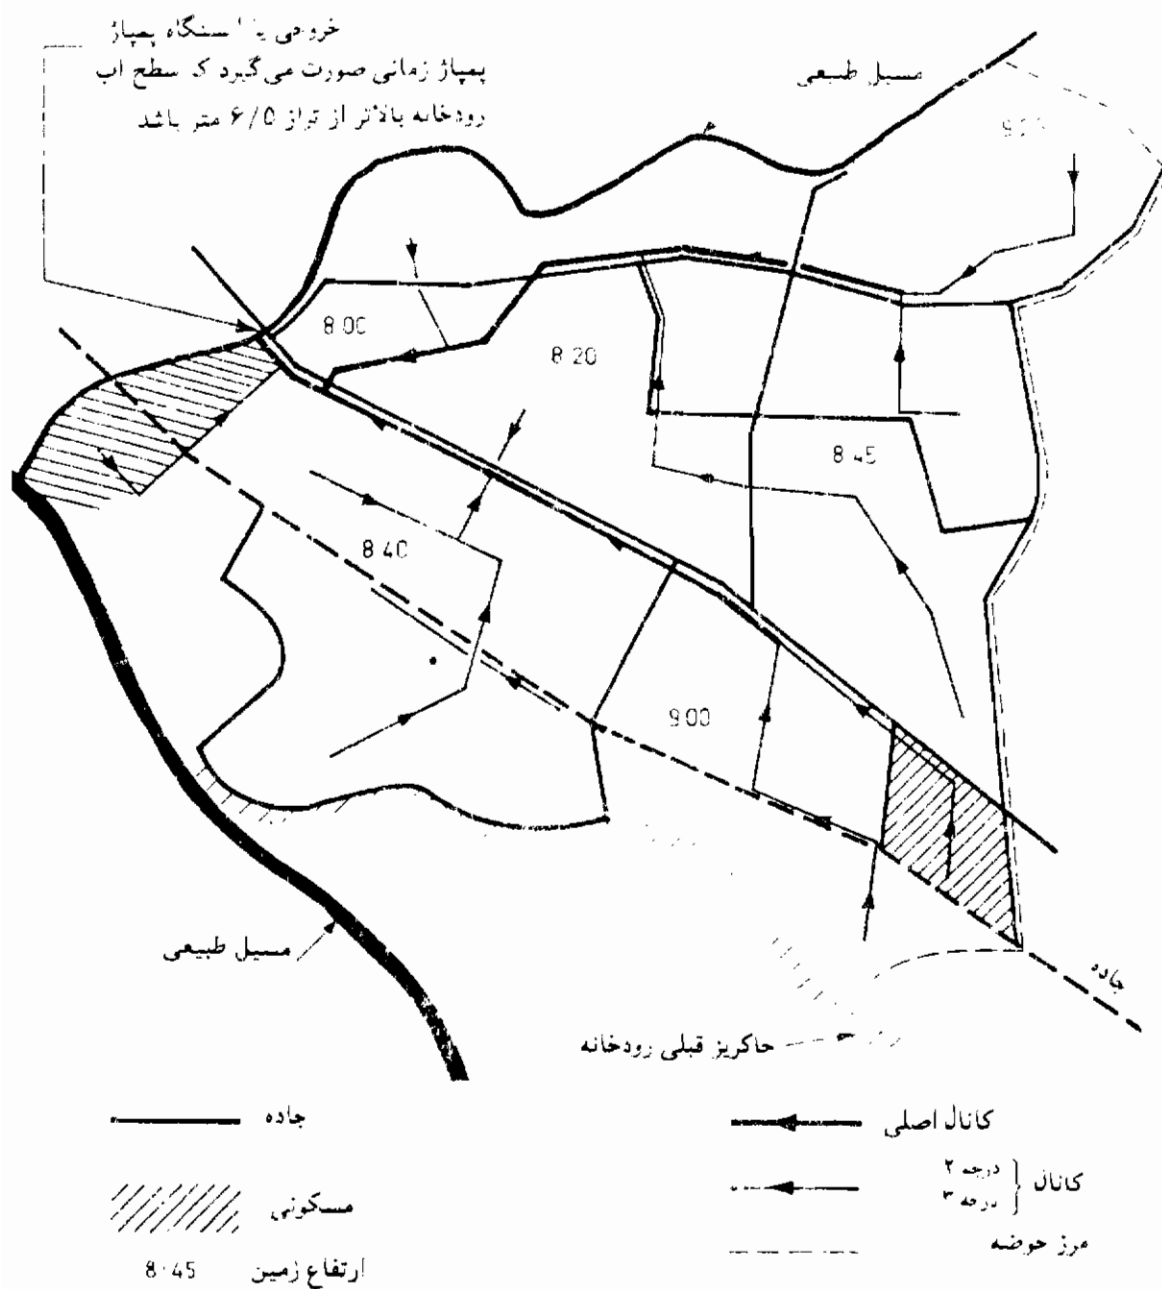 خروجی با ایستگاه پمپاژ
پمپاژ زمانی صورت می‌گیرد که سطح آب
رودخانه بالاتر از تراز ۶/۵ متر باشد
مسیل طبیعی
8.00
8.20
8.45
8.40
9.00
مسیل طبیعی
جاده
خاکریز قبلی رودخانه
جاده
کانال اصلی
کانال
درجه ۲
درجه ۳
مسکونی
مرز حوضه
ارتفاع زمین
8.45